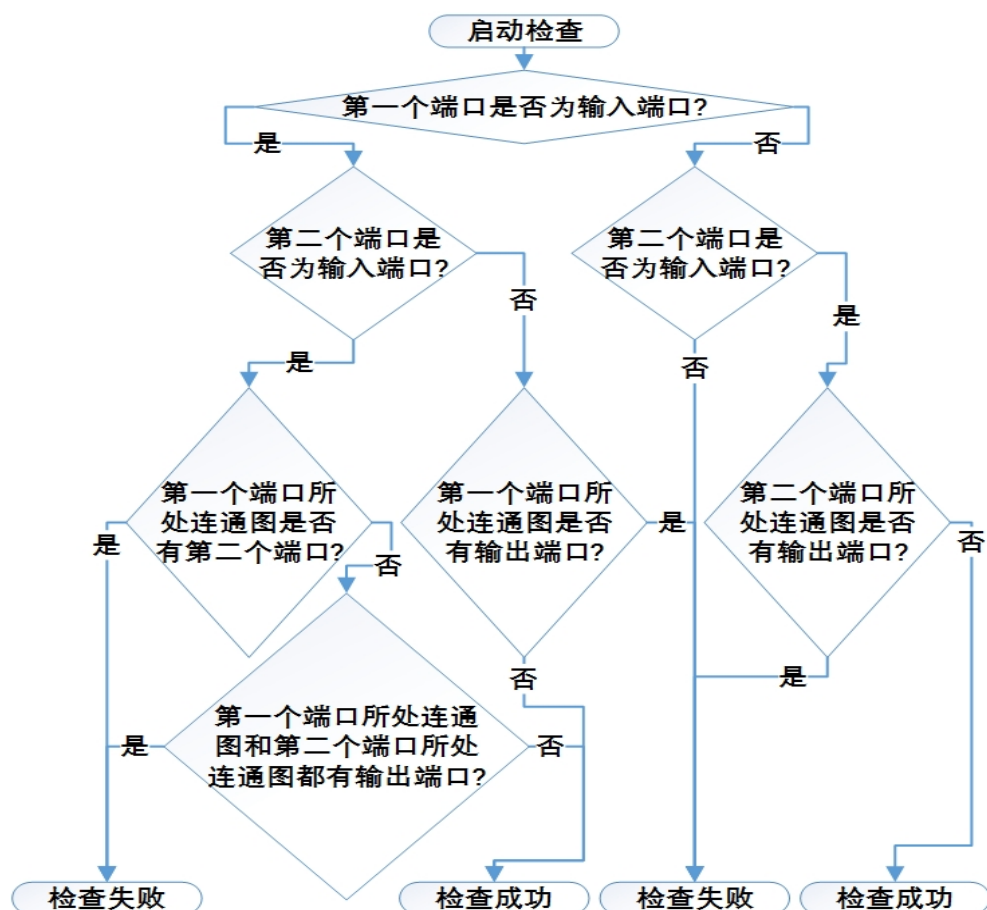 启动检查
第一个端口是否为输入端口?
是
否
第二个端口是
否为输入端口?
第二个端口是
否为输入端口?
否
是
是
否
第一个端口所
处连通图是否
有第二个端口?
第一个端口所
处连通图是否
有输出端口?
第二个端口所
处连通图是否
有输出端口?
是
否
是
否
否
是
第一个端口所处连通
图和第二个端口所处
连通图都有输出端口?
是
否
检查失败
检查成功
检查失败
检查成功